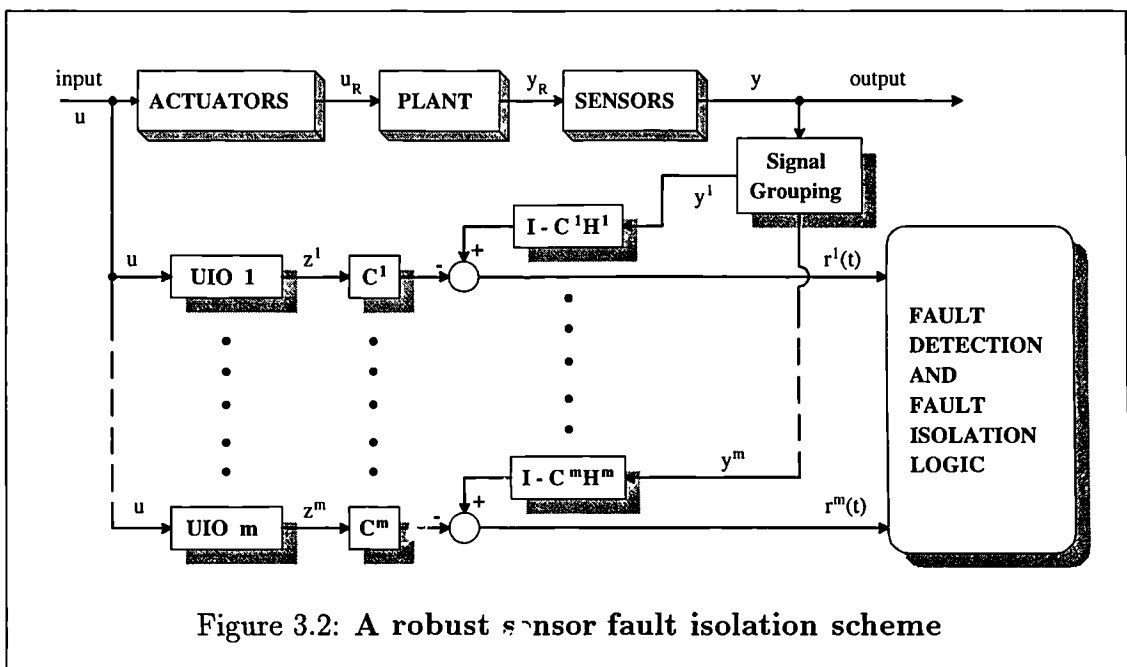 input
u
ACTUATORS
u_R
PLANT
y_R
SENSORS
y
output
Signal
Grouping
y^1
I - C^1H^1
+
u
UIO 1
z^1
C^1
-
r^1(t)
FAULT
DETECTION
AND
FAULT
ISOLATION
LOGIC
I - C^mH^m
y^m
+
u
UIO m
z^m
C^m
-
r^m(t)
Figure 3.2: A robust sensor fault isolation scheme